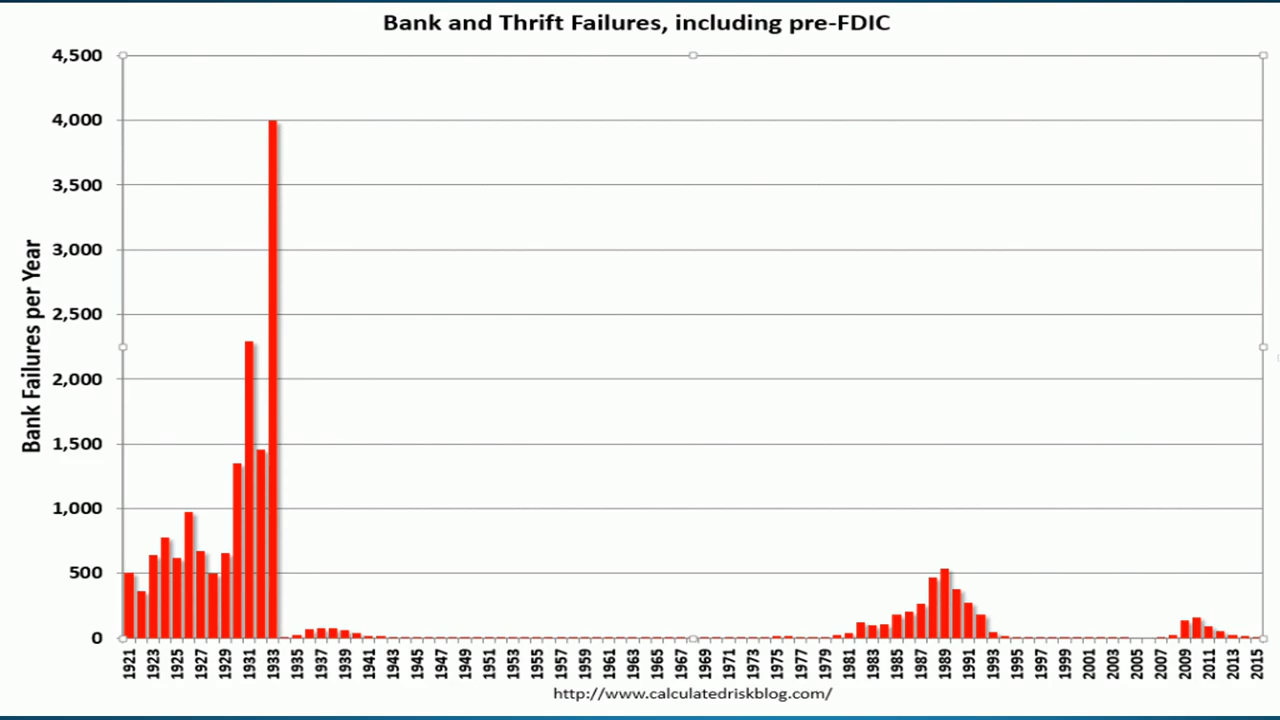 Bank and Thrift Failures, including pre-FDIC
4,500
4,000
3,500
3,000
2,500
2,000
1,500
1,000
500
0
Bank Failures per Year
1921 1923 1925 1927 1929 1931 1933 1935 1937 1939 1941 1943 1945 1947 1949 1951 1953 1955 1957 1959 1961 1963 1965 1967 1969 1971 1973 1975 1977 1979 1981 1983 1985 1987 1989 1991 1993 1995 1997 1999 2001 2003 2005 2007 2009 2011 2013 2015
http://www.calculatedriskblog.com/